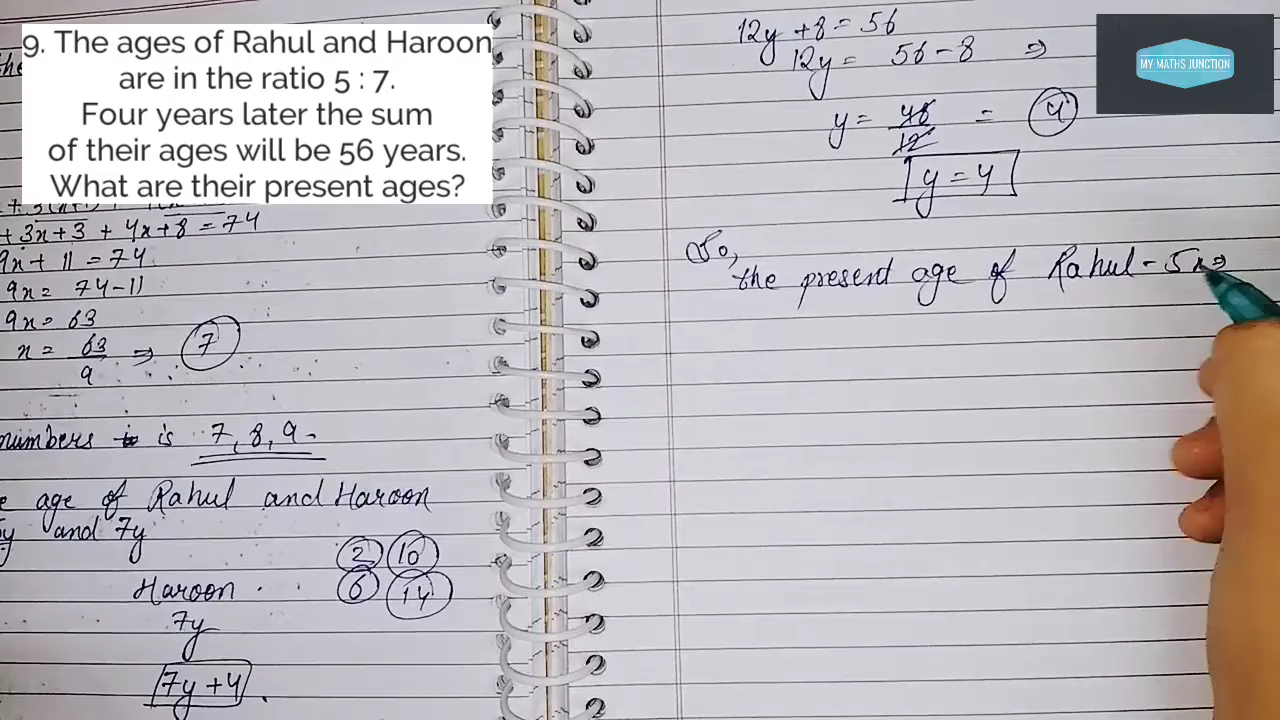 9. The ages of Rahul and Haroon
are in the ratio 5 : 7.
Four years later the sum
of their ages will be 56 years.
What are their present ages?
+ 3x+3 + 4x+8 = 74
9x + 11 = 74
9x = 74-11
9x = 63
x = 63/9 ⇒ 7
numbers is 7, 8, 9.
age of Rahul and Haroon
5y and 7y
Haroon
7y
7y + 4
2 10
6 14
12y + 8 = 56
12y = 56 - 8 ⇒
y = 48/12 = 4
y = 4
So,
the present age of Rahul - 5x
MY MATHS JUNCTION